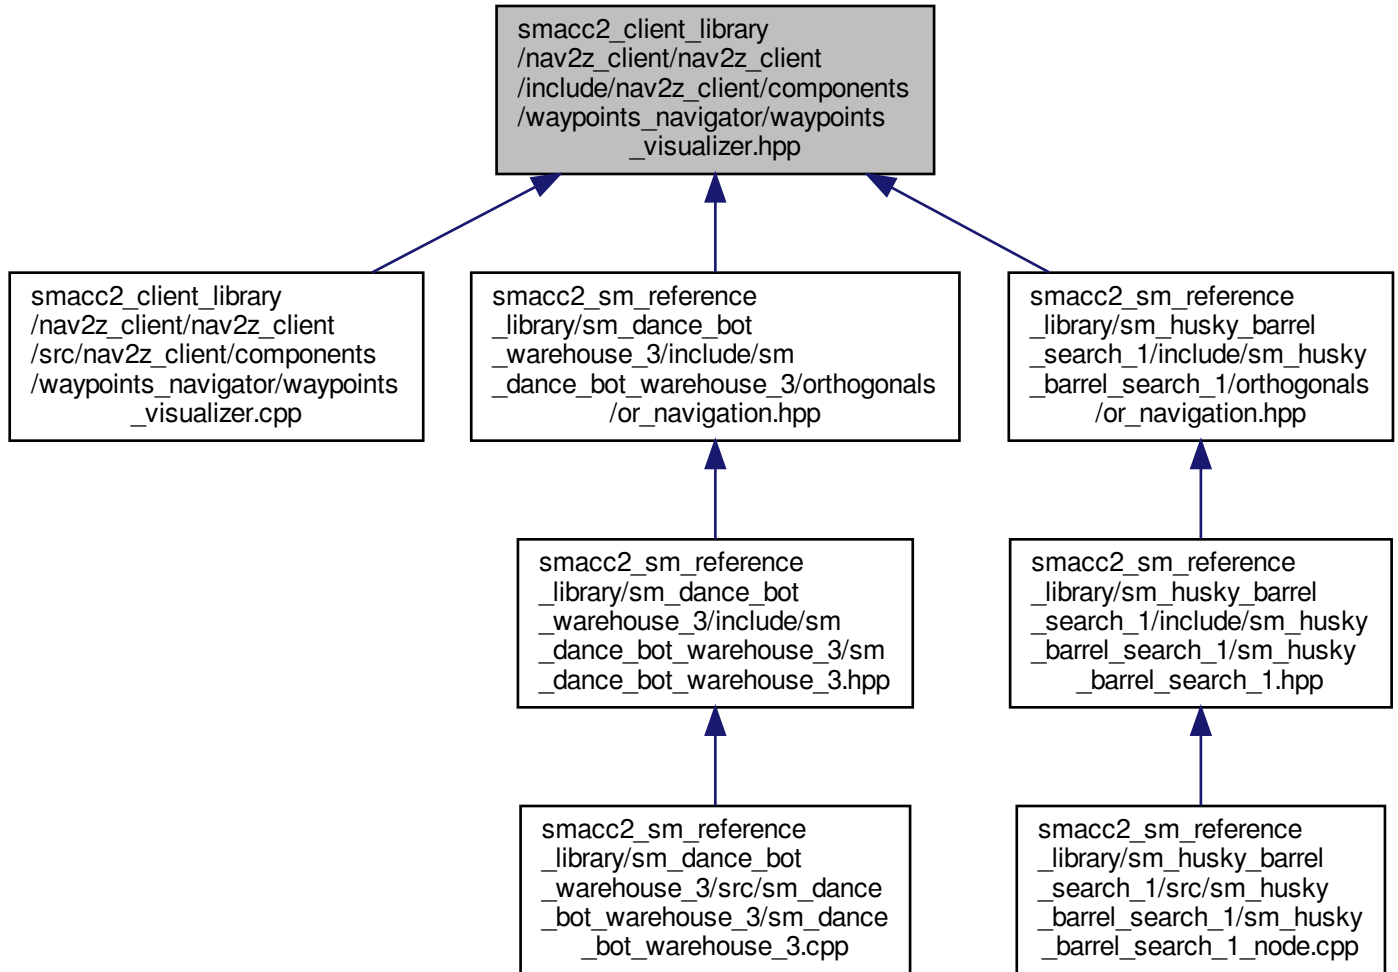 smacc2_client_library
/nav2z_client/nav2z_client
/include/nav2z_client/components
/waypoints_navigator/waypoints
_visualizer.hpp
smacc2_client_library
/nav2z_client/nav2z_client
/src/nav2z_client/components
/waypoints_navigator/waypoints
_visualizer.cpp
smacc2_sm_reference
_library/sm_dance_bot
_warehouse_3/include/sm
_dance_bot_warehouse_3/orthogonals
/or_navigation.hpp
smacc2_sm_reference
_library/sm_husky_barrel
_search_1/include/sm_husky
_barrel_search_1/orthogonals
/or_navigation.hpp
smacc2_sm_reference
_library/sm_dance_bot
_warehouse_3/include/sm
_dance_bot_warehouse_3/sm
_dance_bot_warehouse_3.hpp
smacc2_sm_reference
_library/sm_husky_barrel
_search_1/include/sm_husky
_barrel_search_1/sm_husky
_barrel_search_1.hpp
smacc2_sm_reference
_library/sm_dance_bot
_warehouse_3/src/sm_dance
_bot_warehouse_3/sm_dance
_bot_warehouse_3.cpp
smacc2_sm_reference
_library/sm_husky_barrel
_search_1/src/sm_husky
_barrel_search_1/sm_husky
_barrel_search_1_node.cpp